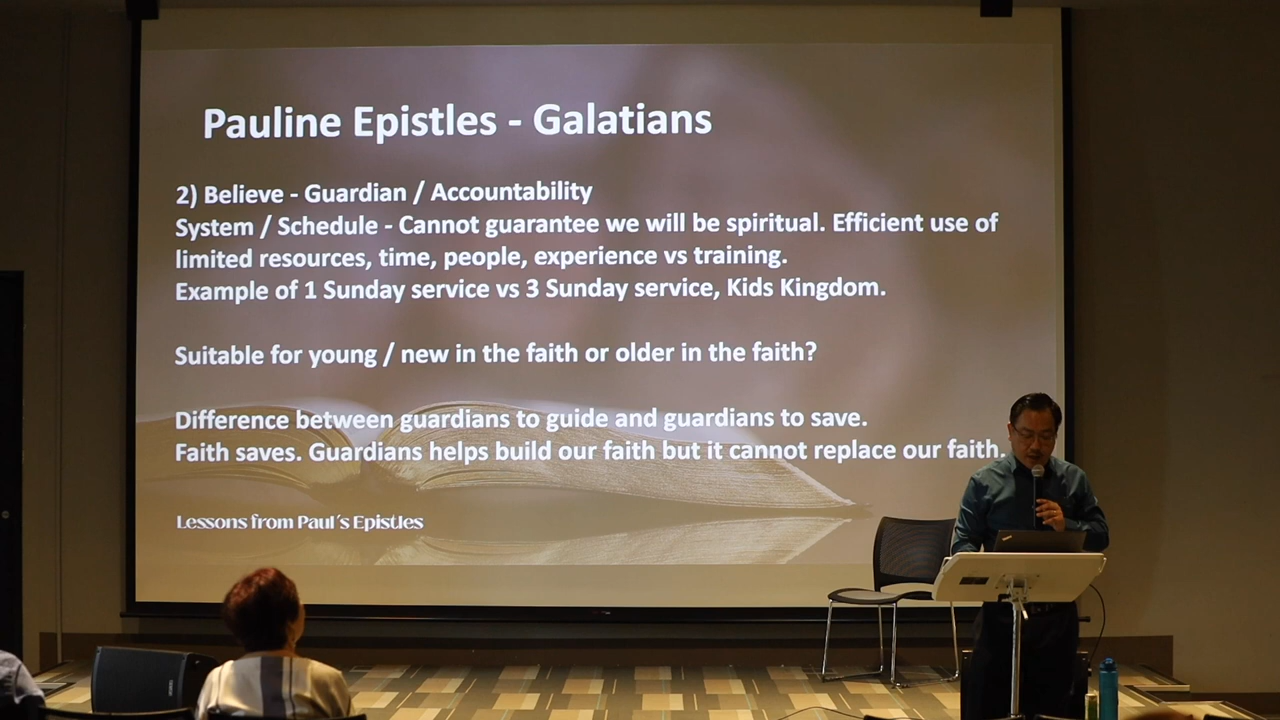 Pauline Epistles - Galatians
2) Believe - Guardian / Accountability
System / Schedule - Cannot guarantee we will be spiritual. Efficient use of
limited resources, time, people, experience vs training.
Example of 1 Sunday service vs 3 Sunday service, Kids Kingdom.
Suitable for young / new in the faith or older in the faith?
Difference between guardians to guide and guardians to save.
Faith saves. Guardians helps build our faith but it cannot replace our faith.
Lessons from Paul's Epistles